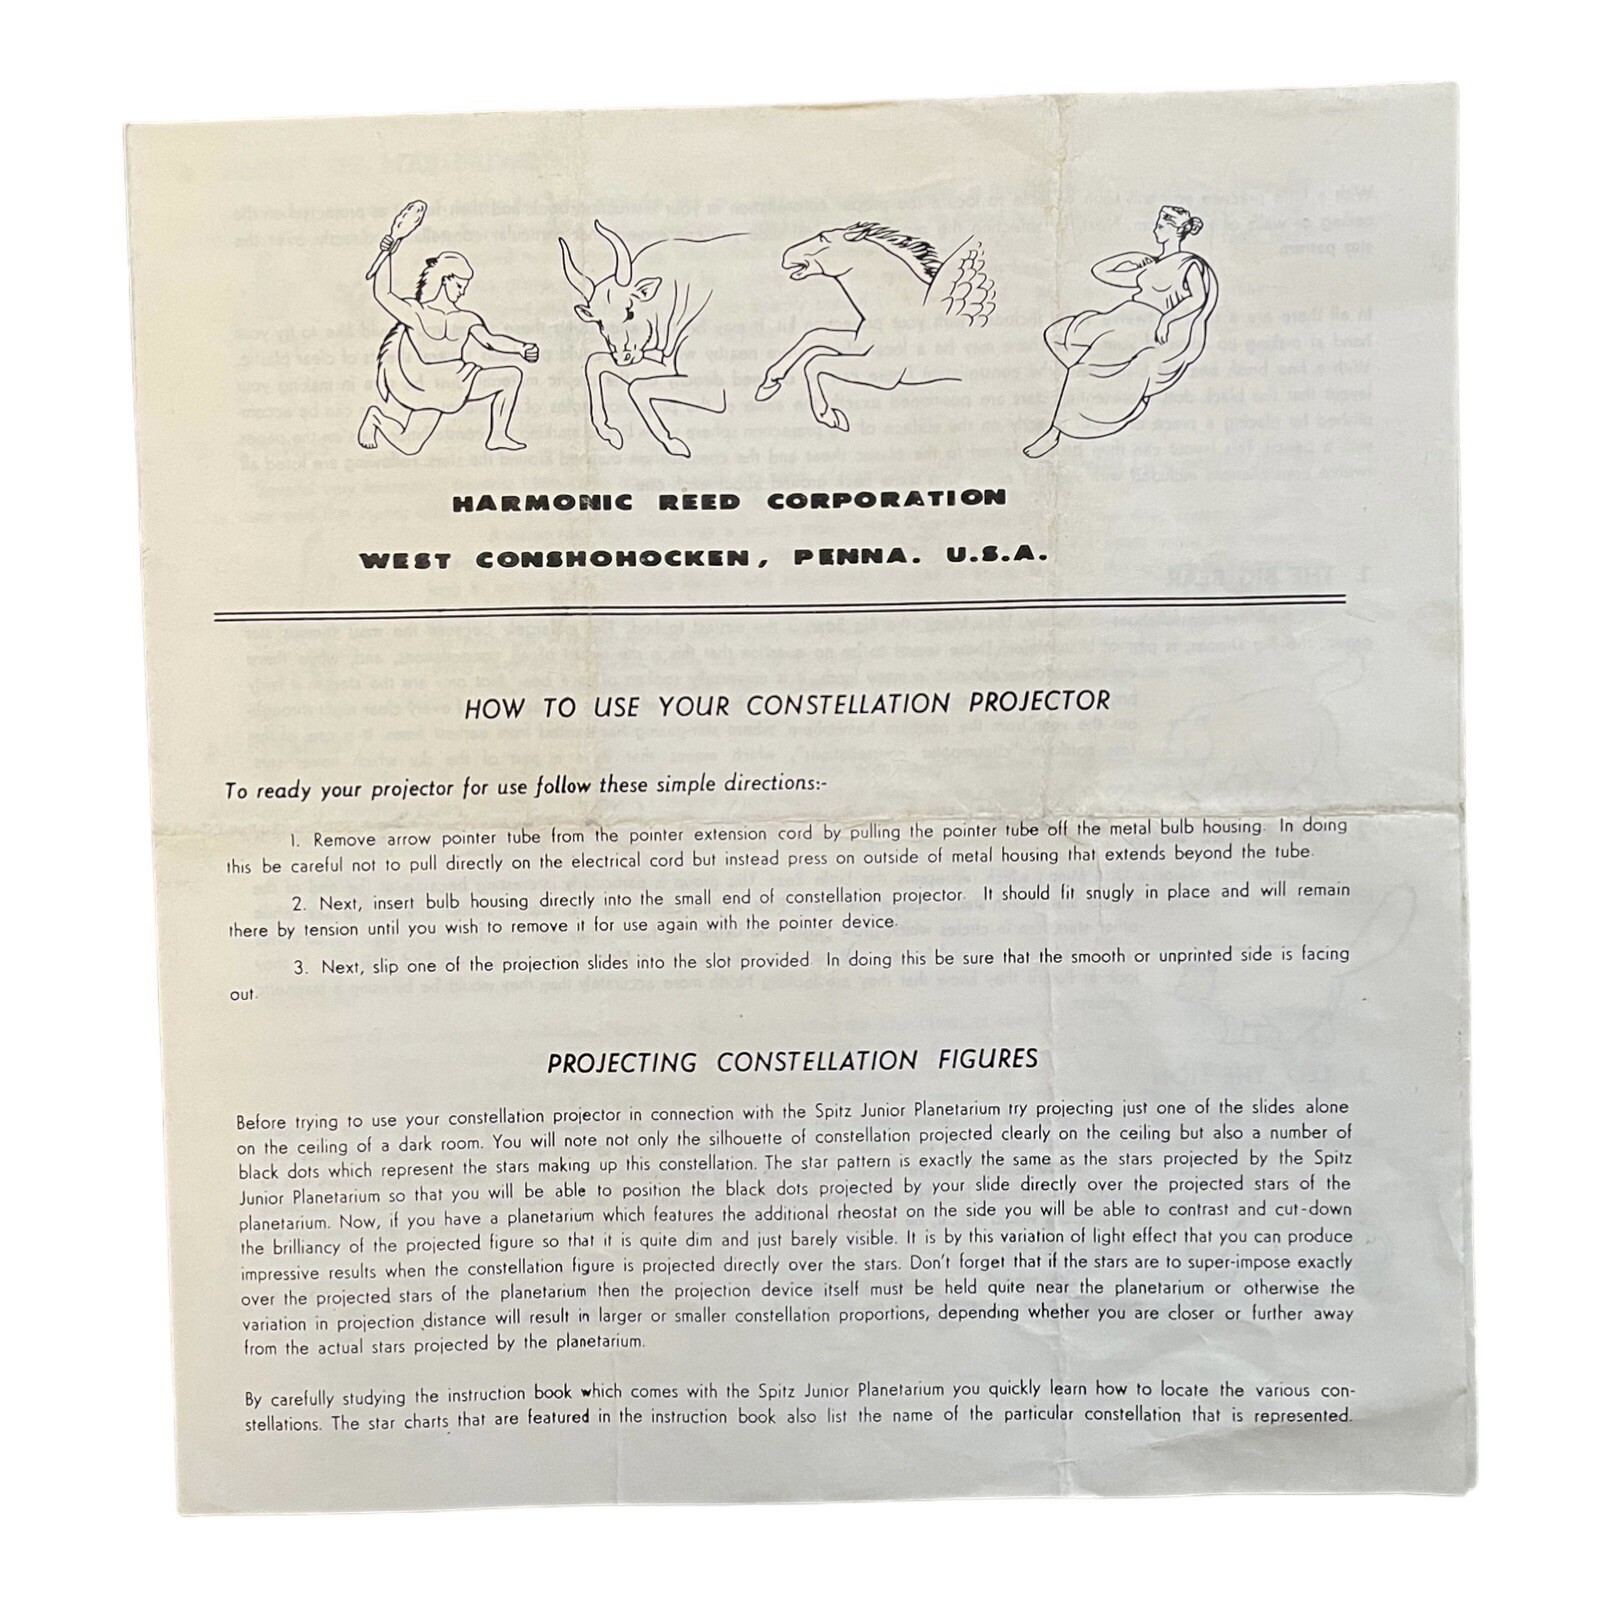 HARMONIC REED CORPORATION
WEST CONSHOHOCKEN, PENNA. U.S.A.
HOW TO USE YOUR CONSTELLATION PROJECTOR
To ready your projector for use follow these simple directions:-
1. Remove arrow pointer tube from the pointer extension cord by pulling the pointer tube off the metal bulb housing. In doing
this be careful not to pull directly on the electrical cord but instead press on outside of metal housing that extends beyond the tube.
2. Next, insert bulb housing directly into the small end of constellation projector. It should fit snugly in place and will remain
there by tension until you wish to remove it for use again with the pointer device.
3. Next, slip one of the projection slides into the slot provided. In doing this be sure that the smooth or unprinted side is facing
out.
PROJECTING CONSTELLATION FIGURES
Before trying to use your constellation projector in connection with the Spitz Junior Planetarium try projecting just one of the slides alone
on the ceiling of a dark room. You will note not only the silhouette of constellation projected clearly on the ceiling but also a number of
black dots which represent the stars making up this constellation. The star pattern is exactly the same as the stars projected by the Spitz
Junior Planetarium so that you will be able to position the black dots projected by your slide directly over the projected stars of the
planetarium. Now, if you have a planetarium which features the additional rheostat on the side you will be able to contrast and cut-down
the brilliancy of the projected figure so that it is quite dim and just barely visible. It is by this variation of light effect that you can produce
impressive results when the constellation figure is projected directly over the stars. Don't forget that if the stars are to super-impose exactly
over the projected stars of the planetarium then the projection device itself must be held quite near the planetarium or otherwise the
variation in projection distance will result in larger or smaller constellation proportions, depending whether you are closer or further away
from the actual stars projected by the planetarium.
By carefully studying the instruction book which comes with the Spitz Junior Planetarium you quickly learn how to locate the various con-
stellations. The star charts that are featured in the instruction book also list the name of the particular constellation that is represented.